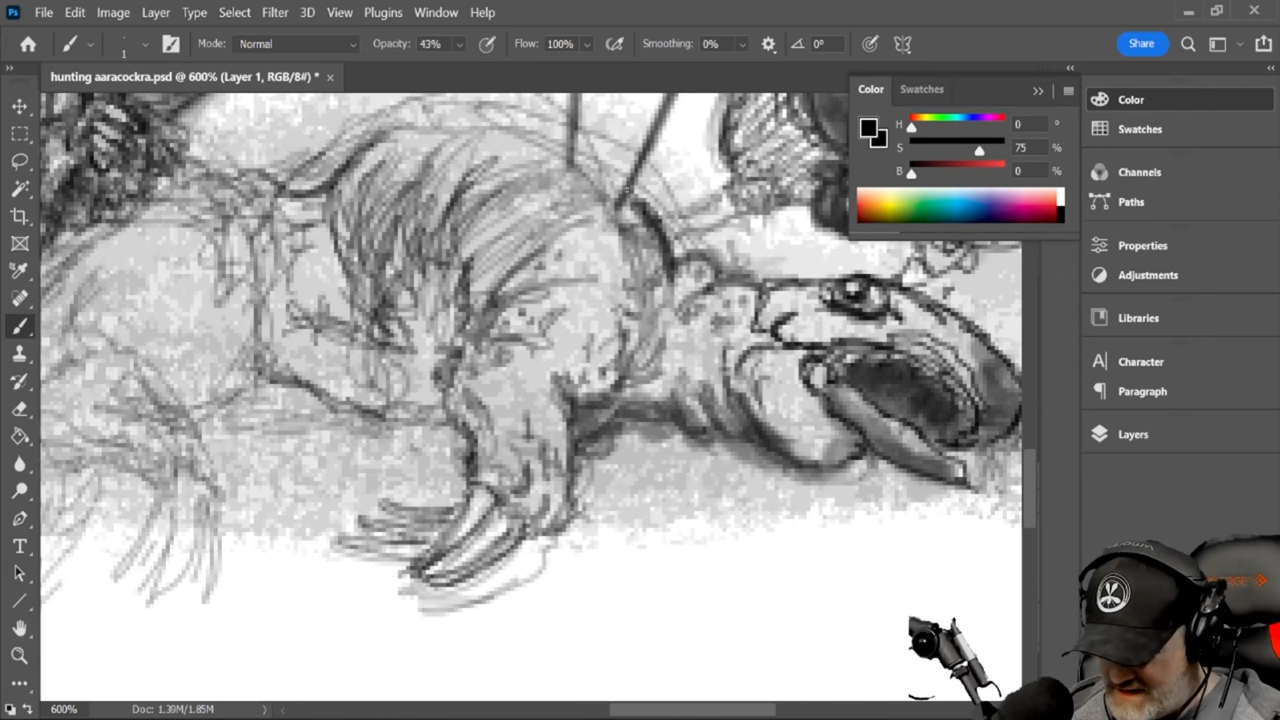 Ps File Edit Image Layer Type Select Filter 3D View Plugins Window Help
1 Mode: Normal Opacity: 43% Flow: 100% Smoothing: 0% 0° Share
hunting aaracockra.psd @ 600% (Layer 1, RGB/8#) *
Color Swatches
H 0 °
S 75 %
B 0 %
Color
Swatches
Channels
Paths
Properties
Adjustments
Libraries
Character
Paragraph
Layers
600% Doc: 1.39M/1.85M